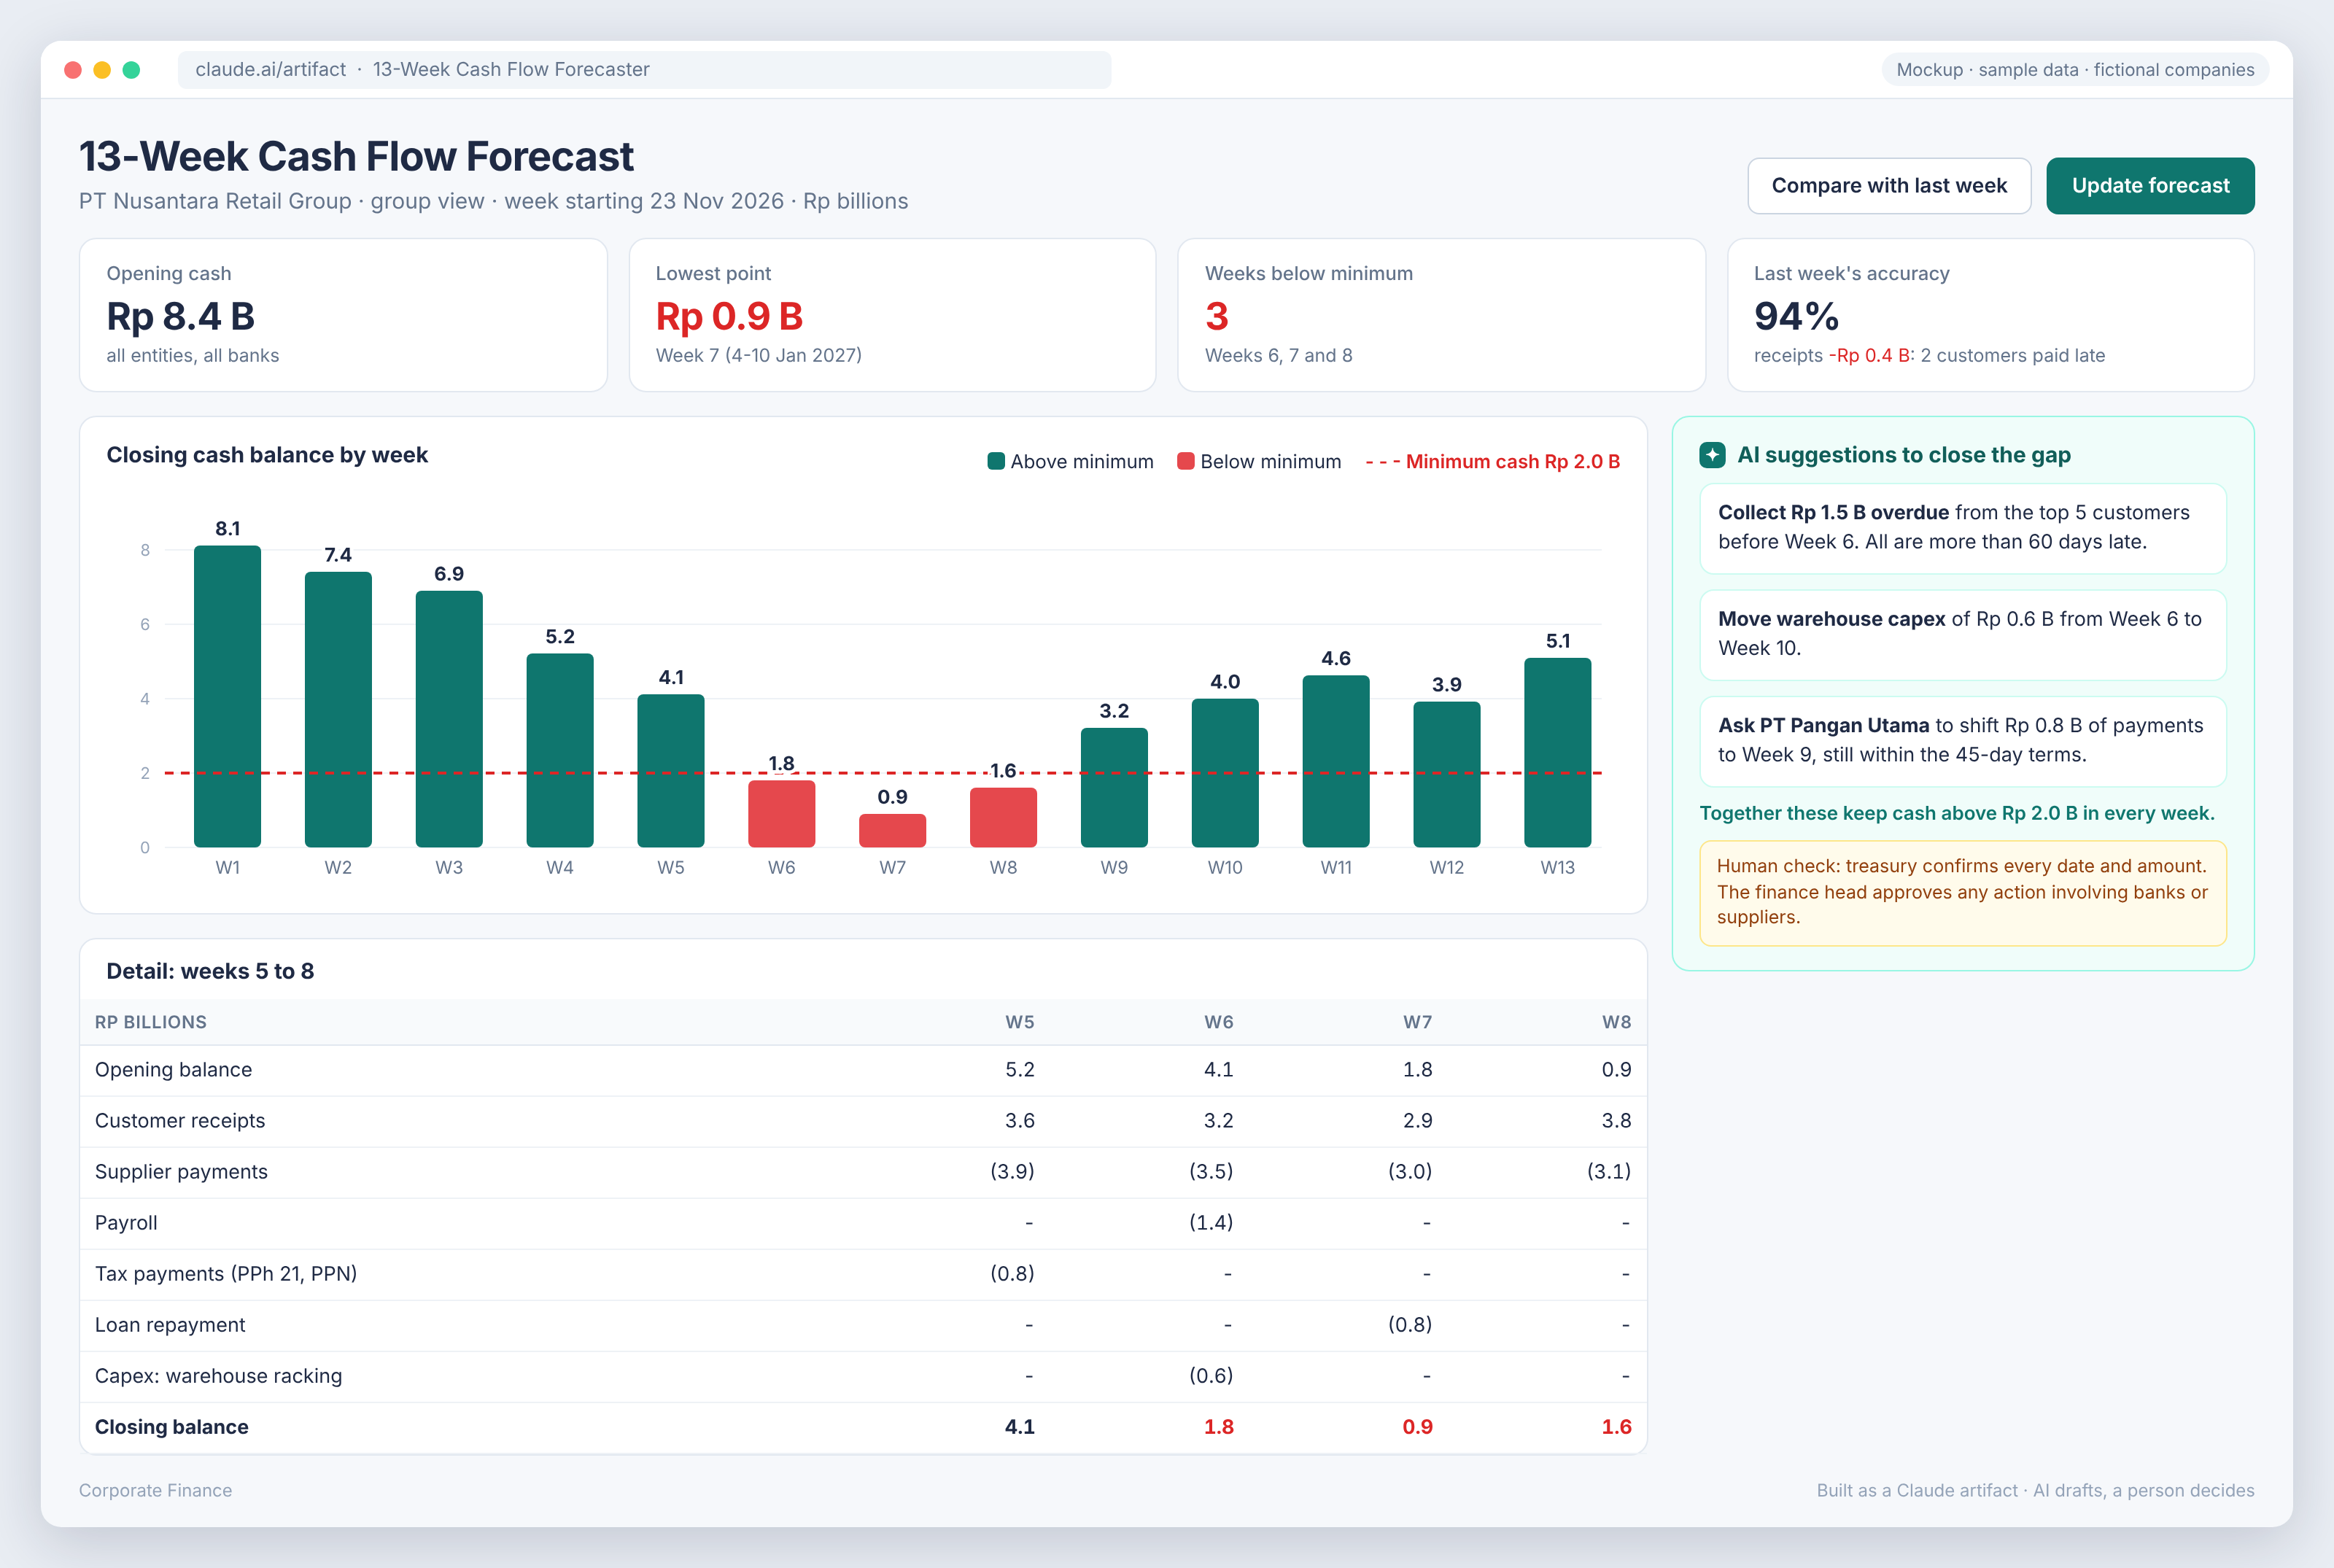 claude.ai/artifact · 13-Week Cash Flow Forecaster
Mockup · sample data · fictional companies
13-Week Cash Flow Forecast
PT Nusantara Retail Group · group view · week starting 23 Nov 2026 · Rp billions
Compare with last week
Update forecast
Opening cash
Rp 8.4 B
all entities, all banks
Lowest point
Rp 0.9 B
Week 7 (4-10 Jan 2027)
Weeks below minimum
3
Weeks 6, 7 and 8
Last week's accuracy
94%
receipts -Rp 0.4 B: 2 customers paid late
Closing cash balance by week
Above minimum
Below minimum
- - - Minimum cash Rp 2.0 B
8
6
4
2
0
8.1
7.4
6.9
5.2
4.1
1.8
0.9
1.6
3.2
4.0
4.6
3.9
5.1
W1 W2 W3 W4 W5 W6 W7 W8 W9 W10 W11 W12 W13
AI suggestions to close the gap
Collect Rp 1.5 B overdue from the top 5 customers
before Week 6. All are more than 60 days late.
Move warehouse capex of Rp 0.6 B from Week 6 to
Week 10.
Ask PT Pangan Utama to shift Rp 0.8 B of payments
to Week 9, still within the 45-day terms.
Together these keep cash above Rp 2.0 B in every week.
Human check: treasury confirms every date and amount.
The finance head approves any action involving banks or
suppliers.
Detail: weeks 5 to 8
RP BILLIONS W5 W6 W7 W8
Opening balance 5.2 4.1 1.8 0.9
Customer receipts 3.6 3.2 2.9 3.8
Supplier payments (3.9) (3.5) (3.0) (3.1)
Payroll - (1.4) - -
Tax payments (PPh 21, PPN) (0.8) - - -
Loan repayment - - (0.8) -
Capex: warehouse racking - (0.6) - -
Closing balance 4.1 1.8 0.9 1.6
Corporate Finance
Built as a Claude artifact · AI drafts, a person decides